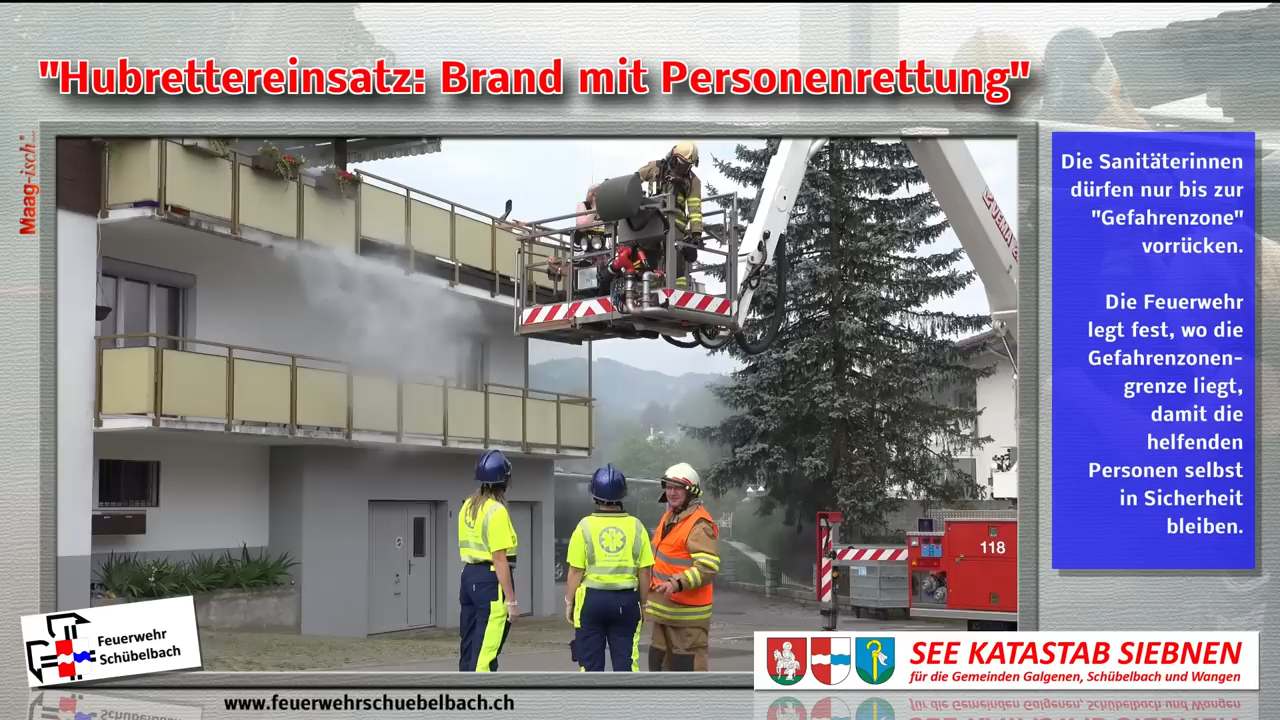 "Hubrettereinsatz: Brand mit Personenrettung"
Maag-isch
Die Sanitäterinnen
dürfen nur bis zur
"Gefahrenzone"
vorrücken.
Die Feuerwehr
legt fest, wo die
Gefahrenzonen-
grenze liegt,
damit die
helfenden
Personen selbst
in Sicherheit
bleiben.
118
Feuerwehr
Schübelbach
SEE KATASTAB SIEBNEN
für die Gemeinden Galgenen, Schübelbach und Wangen
www.feuerwehrschuebelbach.ch